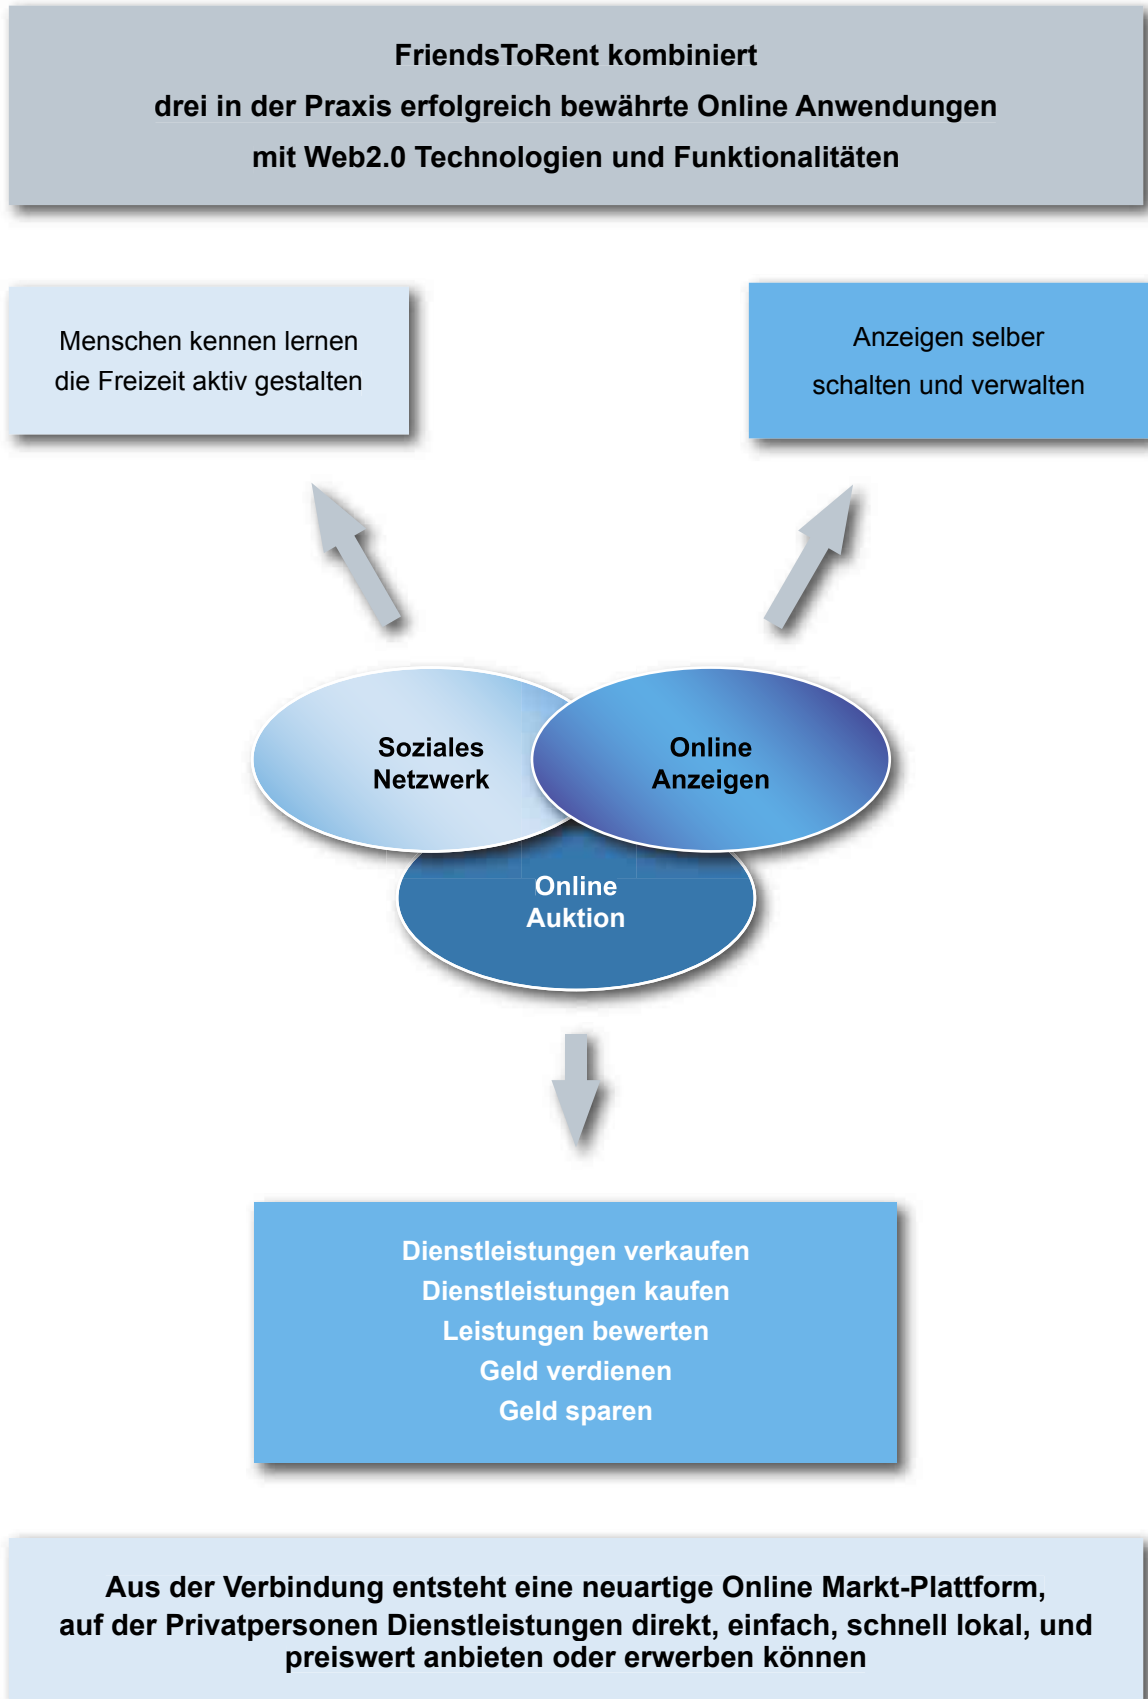 FriendsToRent kombiniert
drei in der Praxis erfolgreich bewährte Online Anwendungen
mit Web2.0 Technologien und Funktionalitäten
Menschen kennen lernen
die Freizeit aktiv gestalten
Anzeigen selber
schalten und verwalten
Soziales
Netzwerk
Online
Anzeigen
Online
Auktion
Dienstleistungen verkaufen
Dienstleistungen kaufen
Leistungen bewerten
Geld verdienen
Geld sparen
Aus der Verbindung entsteht eine neuartige Online Markt-Plattform,
auf der Privatpersonen Dienstleistungen direkt, einfach, schnell lokal, und
preiswert anbieten oder erwerben können